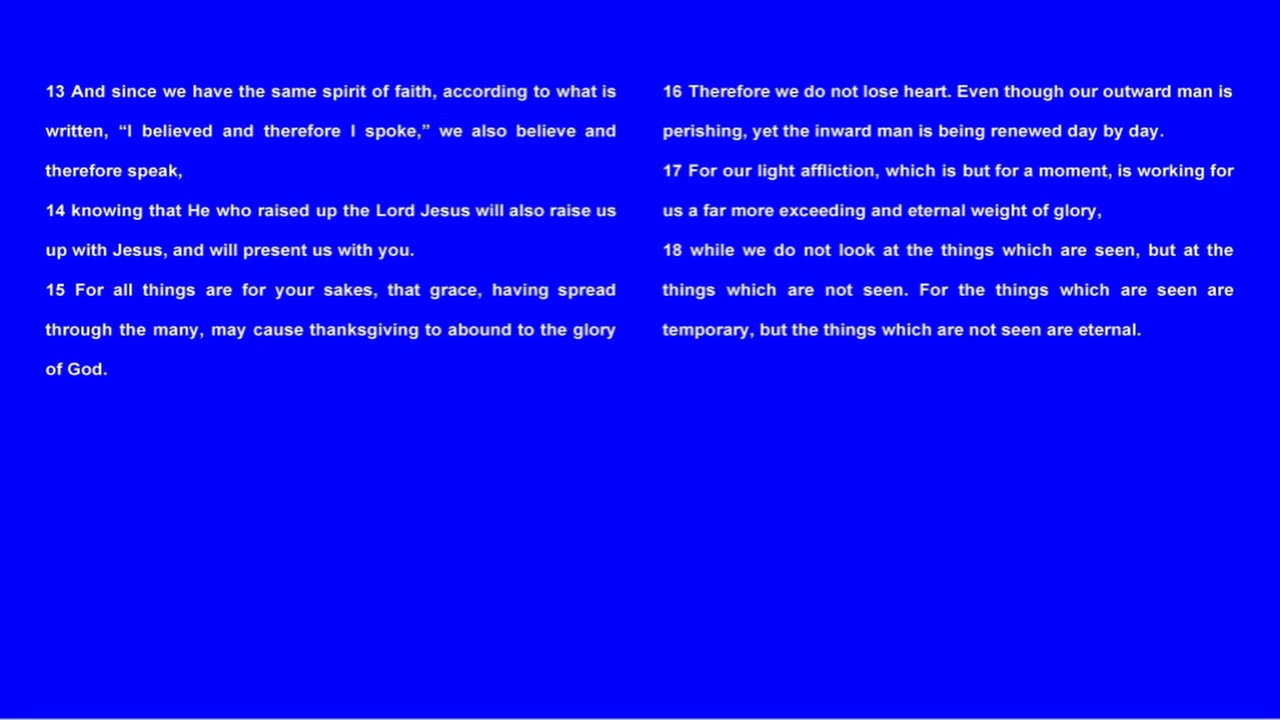 13 And since we have the same spirit of faith, according to what is
written, “I believed and therefore I spoke,” we also believe and
therefore speak,
14 knowing that He who raised up the Lord Jesus will also raise us
up with Jesus, and will present us with you.
15 For all things are for your sakes, that grace, having spread
through the many, may cause thanksgiving to abound to the glory
of God.
16 Therefore we do not lose heart. Even though our outward man is
perishing, yet the inward man is being renewed day by day.
17 For our light affliction, which is but for a moment, is working for
us a far more exceeding and eternal weight of glory,
18 while we do not look at the things which are seen, but at the
things which are not seen. For the things which are seen are
temporary, but the things which are not seen are eternal.